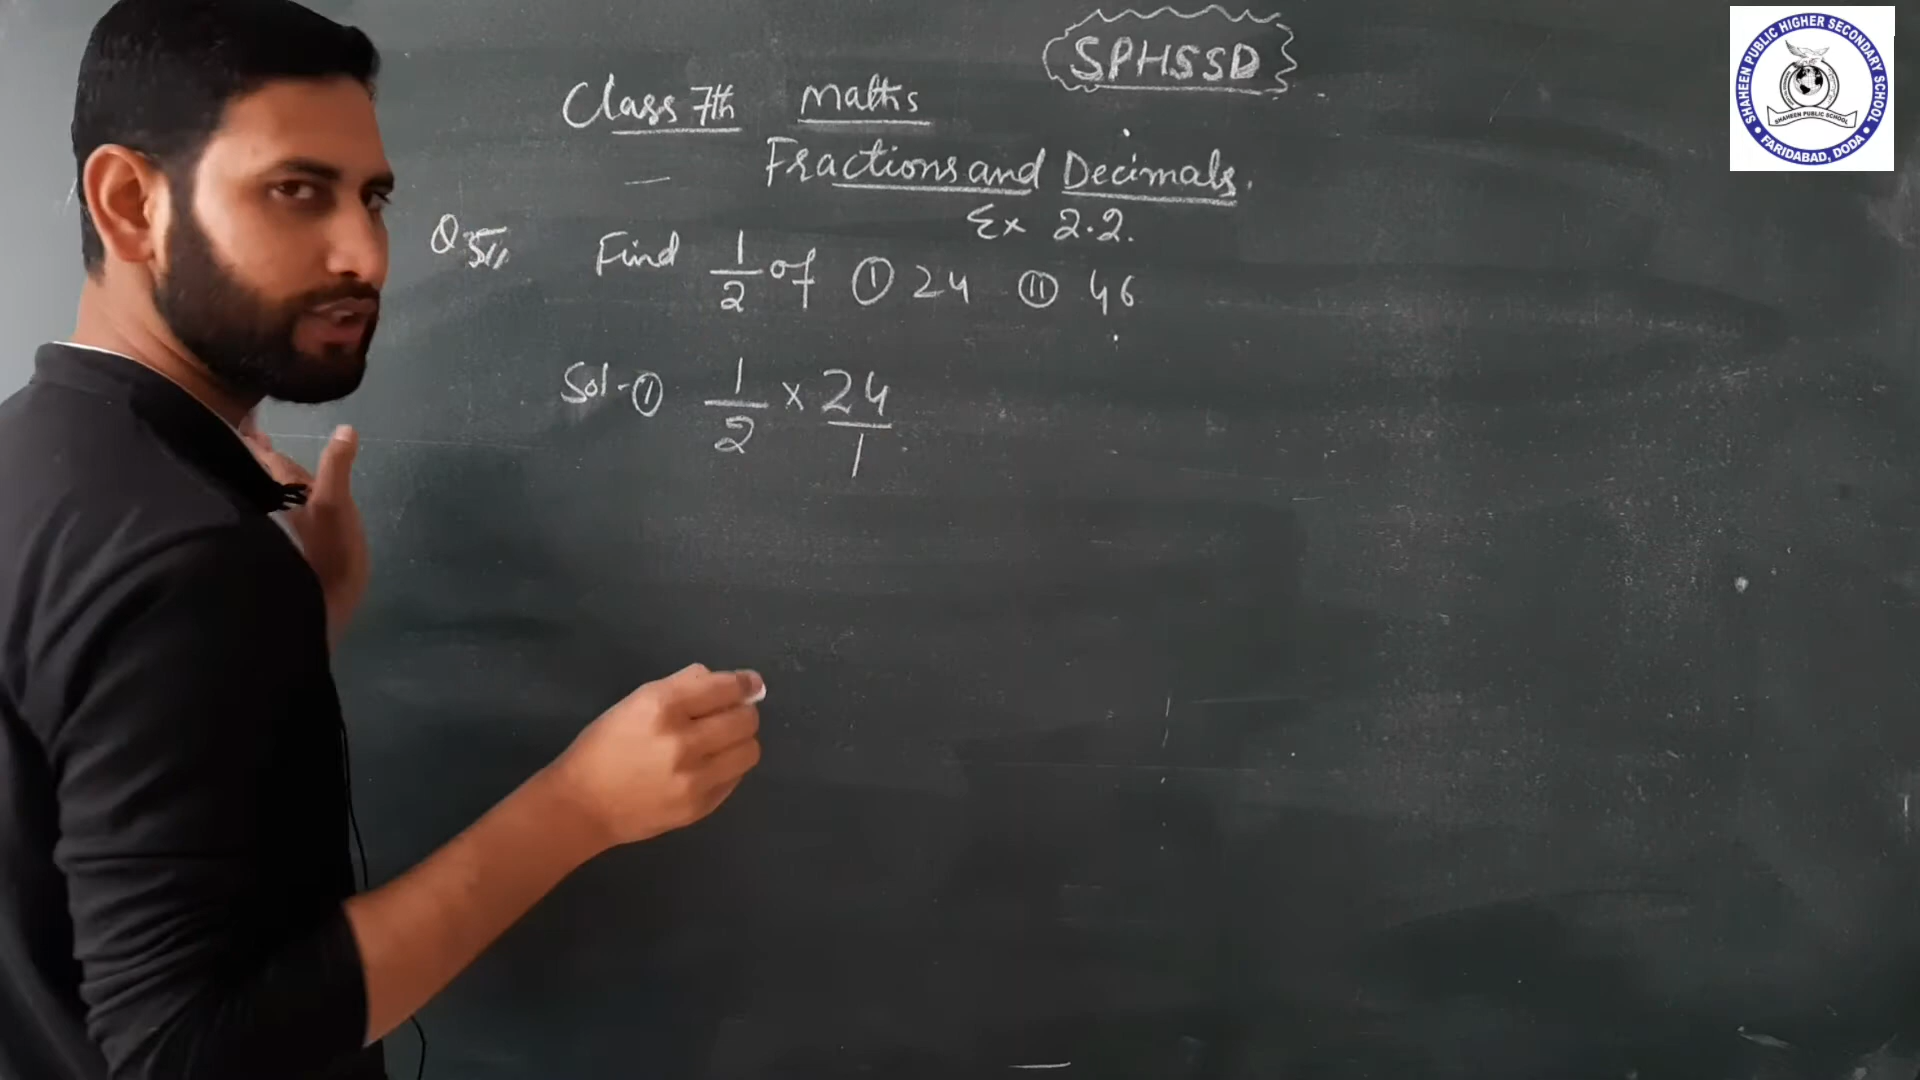 SPHSSD
Class 7th Maths
Fractions and Decimals.
Ex 2.2.
Q.5// Find 1/2 of (i) 24 (ii) 46
Sol-(i) 1/2 × 24/1
SHAHEEN PUBLIC HIGHER SECONDARY SCHOOL
SHAHEEN PUBLIC SCHOOL
• FARIDABAD, DODA •